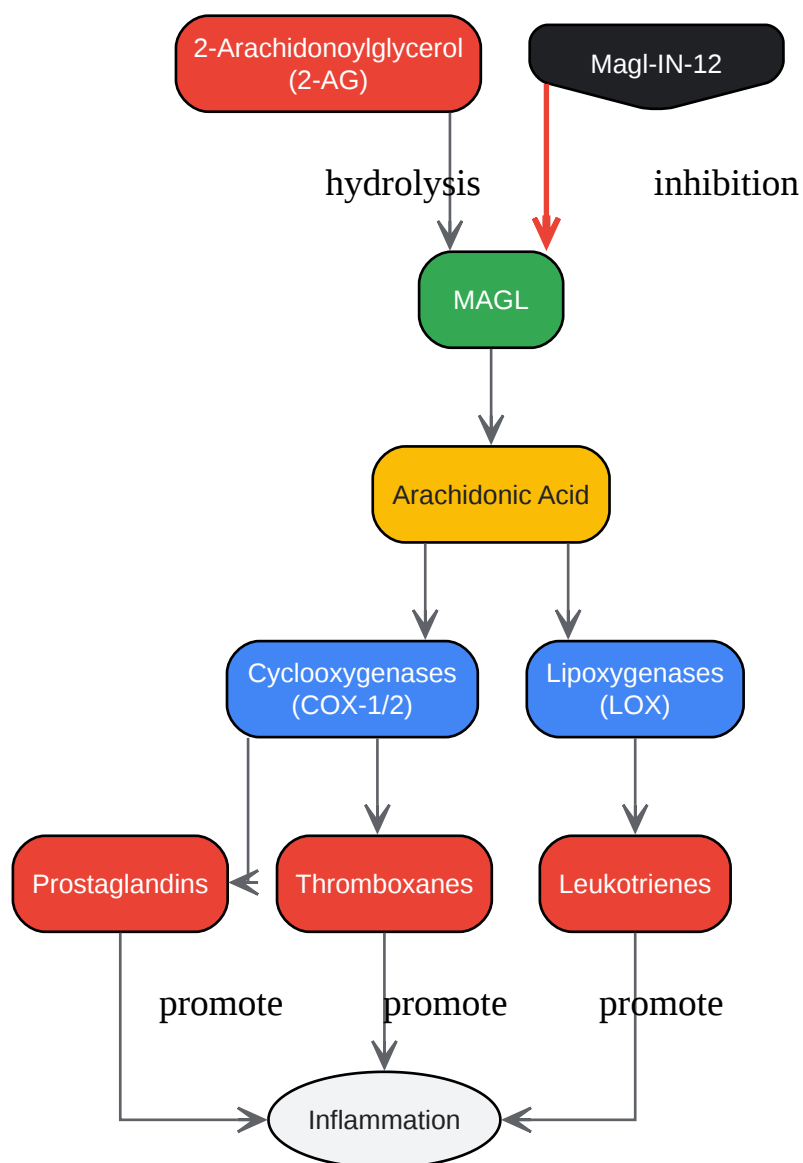 2-Arachidonoylglycerol
(2-AG)
Magl-IN-12
hydrolysis
inhibition
MAGL
Arachidonic Acid
Cyclooxygenases
(COX-1/2)
Lipoxygenases
(LOX)
Prostaglandins
Thromboxanes
Leukotrienes
promote
promote
promote
Inflammation